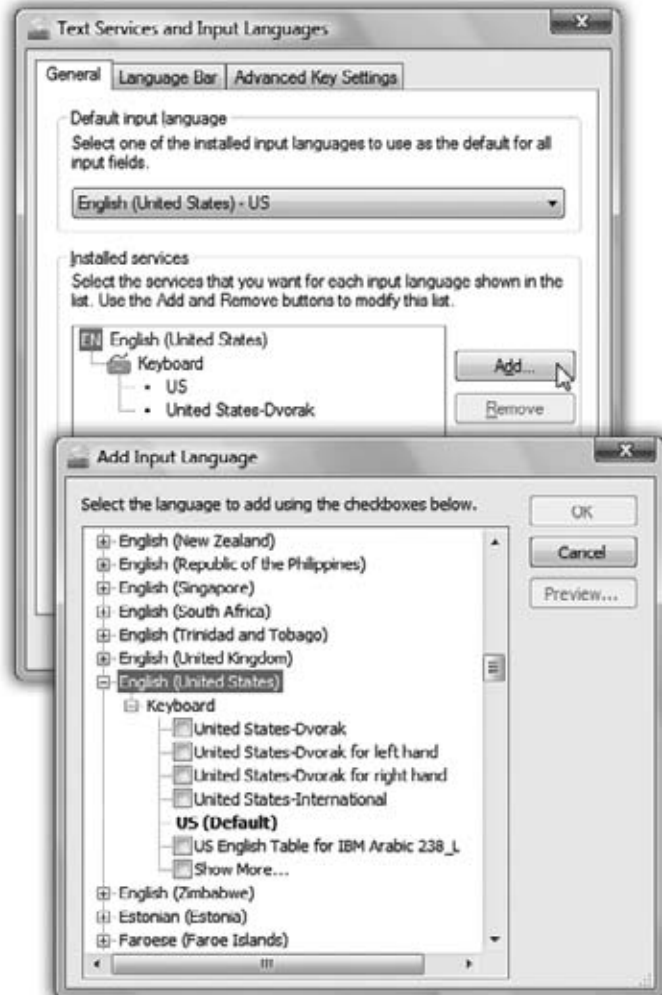 Text Services and Input Languages
General
Language Bar
Advanced Key Settings
Default input language
Select one of the installed input languages to use as the default for all
input fields.
English (United States) - US
Installed services
Select the services that you want for each input language shown in the
list. Use the Add and Remove buttons to modify this list.
EN English (United States)
Keyboard
• US
• United States-Dvorak
Add...
Remove
Add Input Language
Select the language to add using the checkboxes below.
English (New Zealand)
English (Republic of the Philippines)
English (Singapore)
English (South Africa)
English (Trinidad and Tobago)
English (United Kingdom)
English (United States)
Keyboard
United States-Dvorak
United States-Dvorak for left hand
United States-Dvorak for right hand
United States-International
US (Default)
US English Table for IBM Arabic 238_L
Show More...
English (Zimbabwe)
Estonian (Estonia)
Faroese (Faroe Islands)
OK
Cancel
Preview...